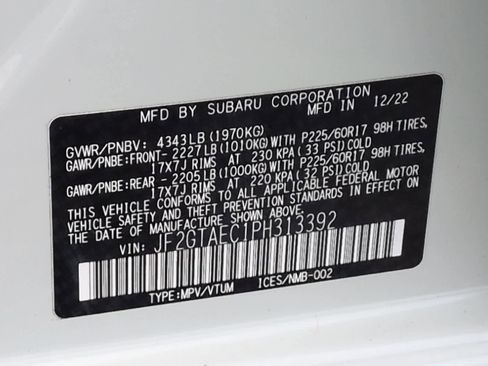 MFD BY SUBARU CORPORATION MFD IN 12/22
GVWR/PNBV: 4343LB (1970KG)
GAWR/PNBE:FRONT- 2227LB (1010KG) WITH P225/60R17 98H TIRES,
17X7J RIMS AT 230 KPA ( 33 PSI) COLD
GAWR/PNBE:REAR - 2205LB (1000KG) WITH P225/60R17 98H TIRES,
17X7J RIMS AT 220 KPA ( 32 PSI) COLD
THIS VEHICLE CONFORMS TO ALL APPLICABLE FEDERAL MOTOR
VEHICLE SAFETY AND THEFT PREVENTION STANDARDS IN EFFECT ON
THE DATE OF MANUFACTURE SHOWN ABOVE.
VIN: JF2GTAEC1PH313392
TYPE:MPV/VTUM ICES/NMB-002